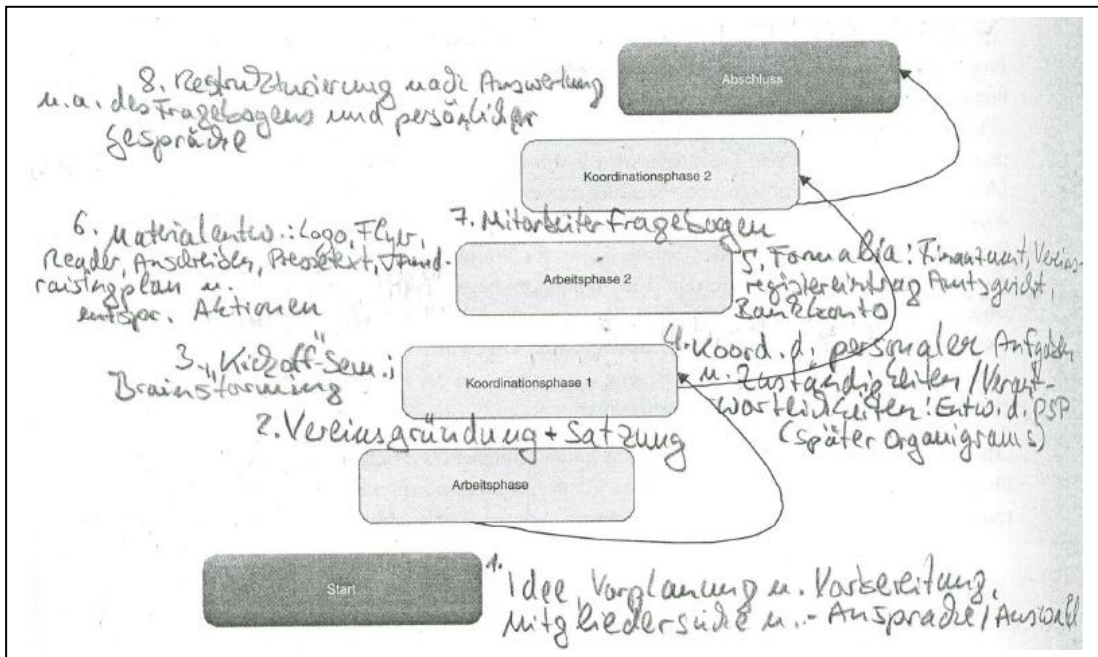 Abschluss
8. Restrukturierung nach Auswertung
u.a. des Fragebogens und persönlicher
Gespräche
Koordinationsphase 2
7. Mitarbeiterfragebogen
6. Materialentw.: Logo, Flyer,
Reader, Anschreiben, Pressetext, Fund-
raisingplan u.
entspr. Aktionen
Arbeitsphase 2
5. Formalia: Finanzamt, Vereins-
registereintrag Amtsgericht,
Bankkonto
3. "Kickoff"-Sem.;
Brainstorming
Koordinationsphase 1
4. Koord. d. personalen Aufgaben
u. Zuständigkeiten/Verant-
wortlichkeiten: Entw. d. PSP
(später Organigramms)
2. Vereinsgründung + Satzung
Arbeitsphase
Start
1. Idee, Vorplanung u. Vorbereitung,
Mitgliedersuche u. -Ansprache/Auswahl